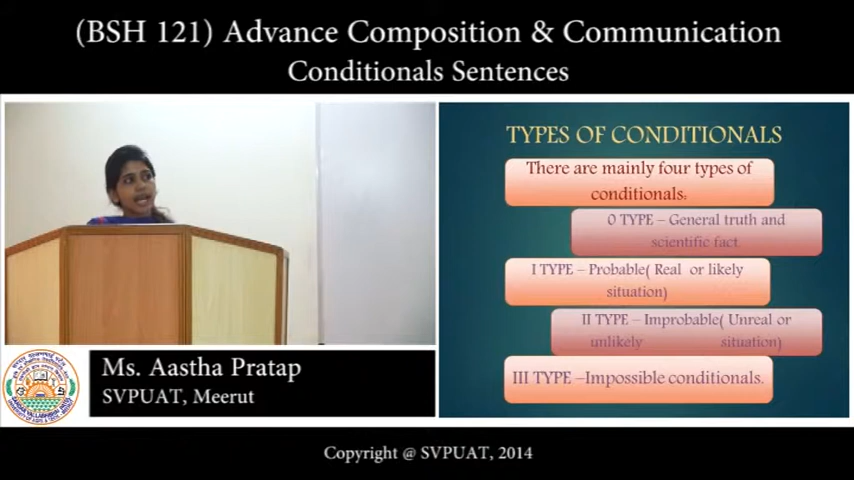 (BSH 121) Advance Composition & Communication
Conditionals Sentences
TYPES OF CONDITIONALS
There are mainly four types of
conditionals:
0 TYPE – General truth and
scientific fact
I TYPE – Probable( Real or likely
situation)
II TYPE – Improbable( Unreal or
unlikely situation)
III TYPE –Impossible conditionals.
Ms. Aastha Pratap
SVPUAT, Meerut
Copyright @ SVPUAT, 2014